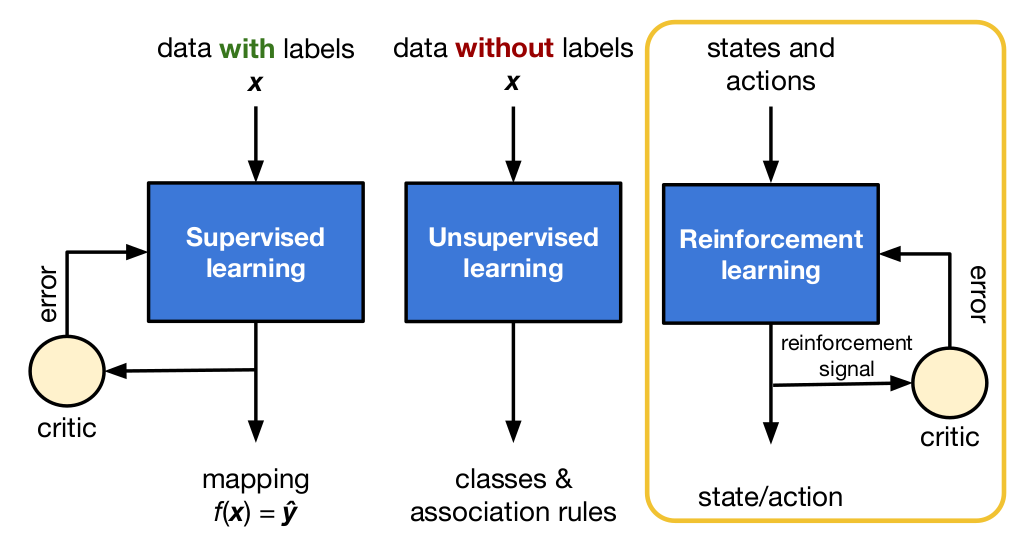 data with labels
x
Supervised
learning
error
critic
mapping
f(x) = ŷ
data without labels
x
Unsupervised
learning
classes &
association rules
states and
actions
Reinforcement
learning
reinforcement
signal
error
critic
state/action